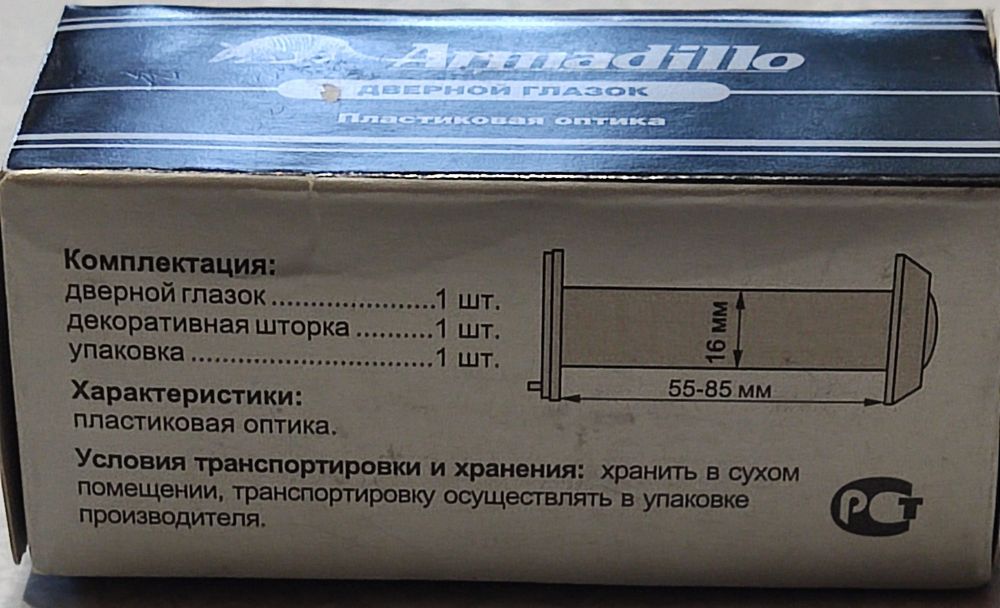 Armadillo
ДВЕРНОЙ ГЛАЗОК
Пластиковая оптика
Комплектация:
дверной глазок.....................1 шт.
декоративная шторка..........1 шт.
упаковка...............................1 шт.
Характеристики:
пластиковая оптика.
16 мм
55-85 мм
Условия транспортировки и хранения: хранить в сухом
помещении, транспортировку осуществлять в упаковке
производителя.
РСТ